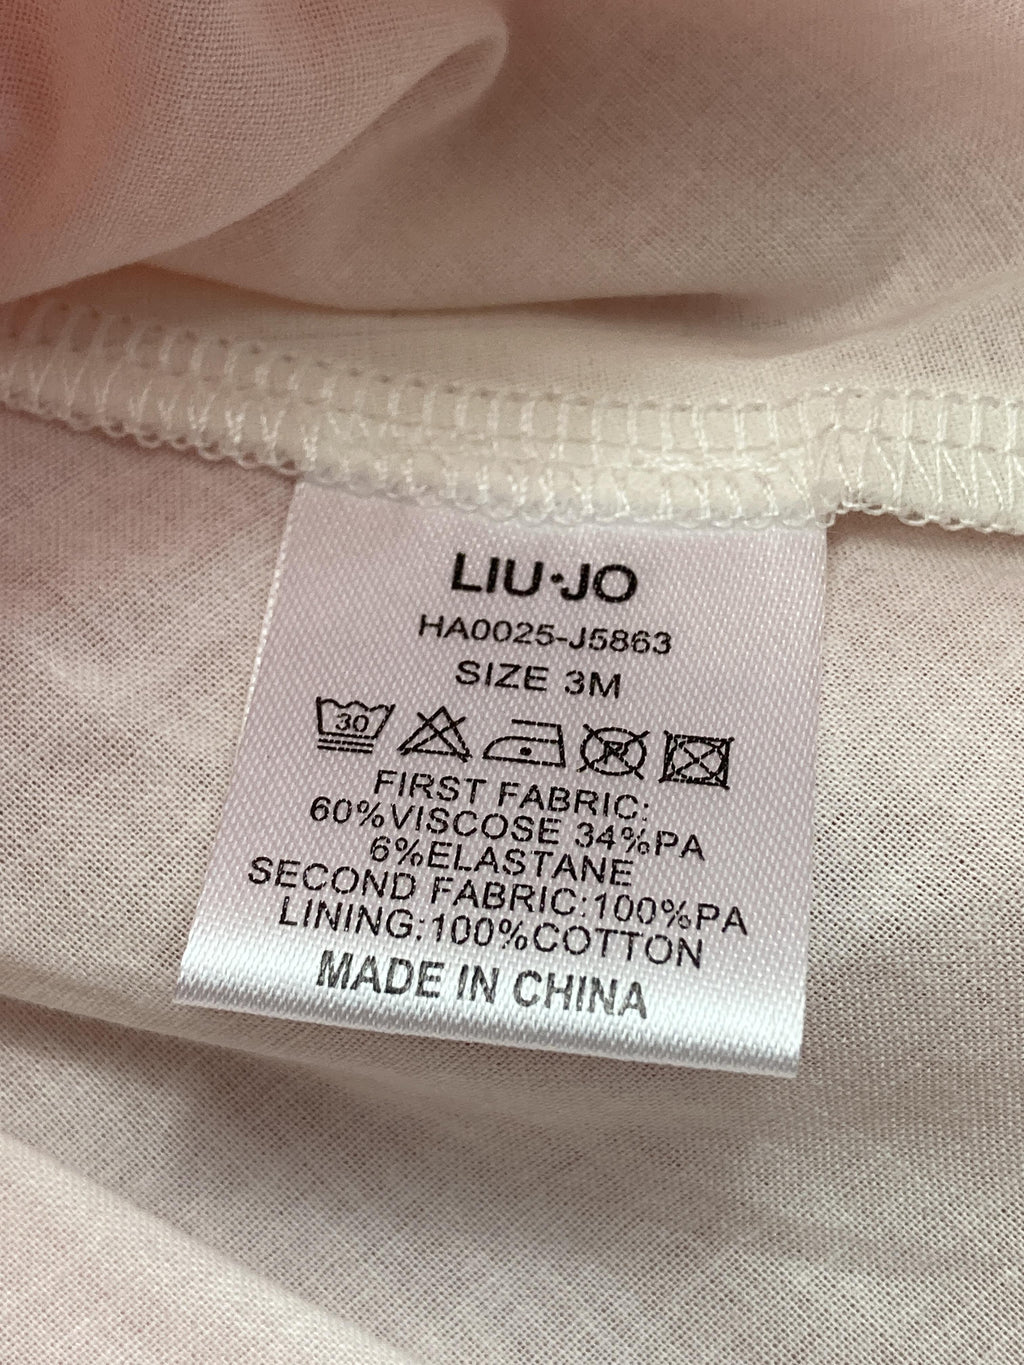 LIU·JO
HA0025-J5863
SIZE 3M
30
P
FIRST FABRIC:
60%VISCOSE 34%PA
6%ELASTANE
SECOND FABRIC:100%PA
LINING:100%COTTON
MADE IN CHINA